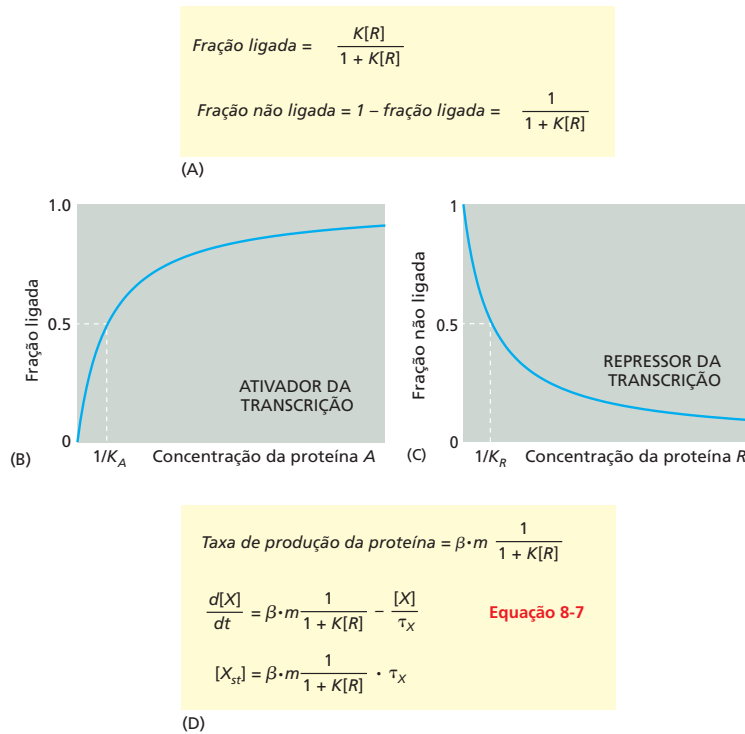 Fração ligada = K[R] / 1 + K[R]
Fração não ligada = 1 – fração ligada = 1 / 1 + K[R]
(A)
1.0
0.5
0
Fração ligada
ATIVADOR DA
TRANSCRIÇÃO
(B)
1/K_A
Concentração da proteína A
1
0.5
0
Fração não ligada
REPRESSOR DA
TRANSCRIÇÃO
(C)
1/K_R
Concentração da proteína R
Taxa de produção da proteína = β·m 1 / 1 + K[R]
d[X] / dt = β·m 1 / 1 + K[R] – [X] / τ_X
Equação 8-7
[X_st] = β·m 1 / 1 + K[R] · τ_X
(D)